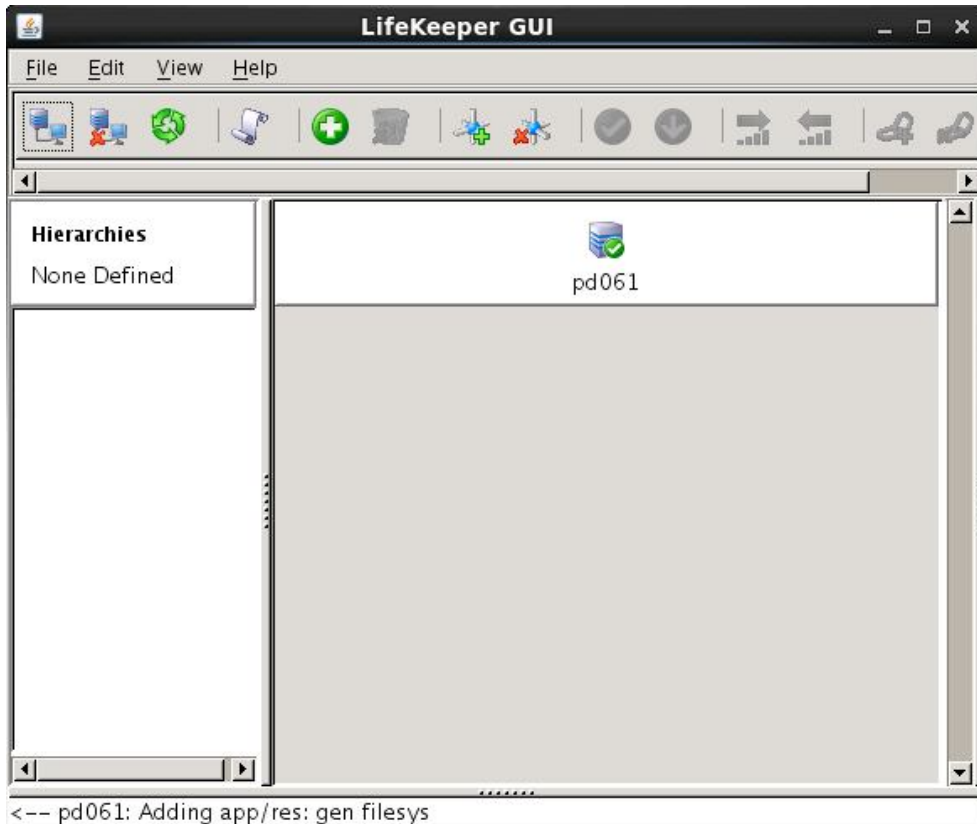 LifeKeeper GUI
File Edit View Help
Hierarchies
None Defined
pd061
<-- pd061: Adding app/res: gen filesys